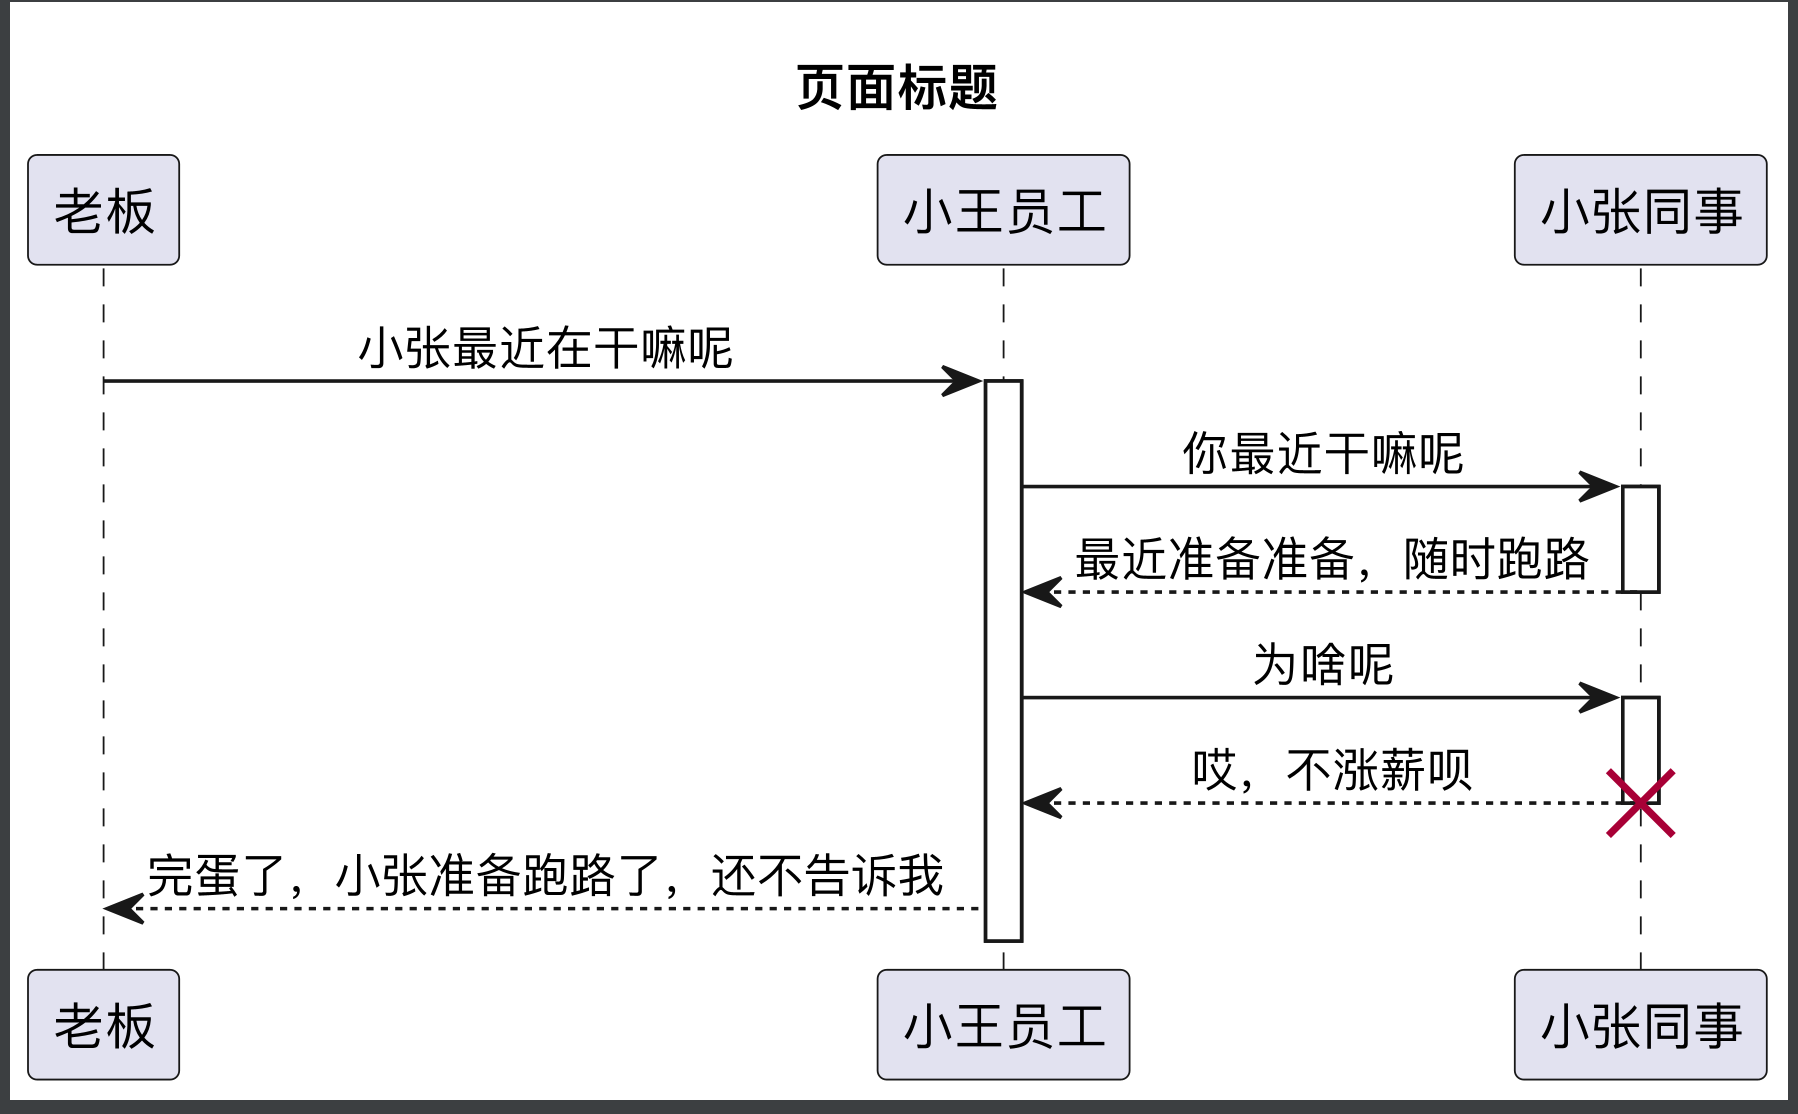 页面标题
老板
小王员工
小张同事
小张最近在干嘛呢
你最近干嘛呢
最近准备准备，随时跑路
为啥呢
哎，不涨薪呗
完蛋了，小张准备跑路了，还不告诉我
老板
小王员工
小张同事